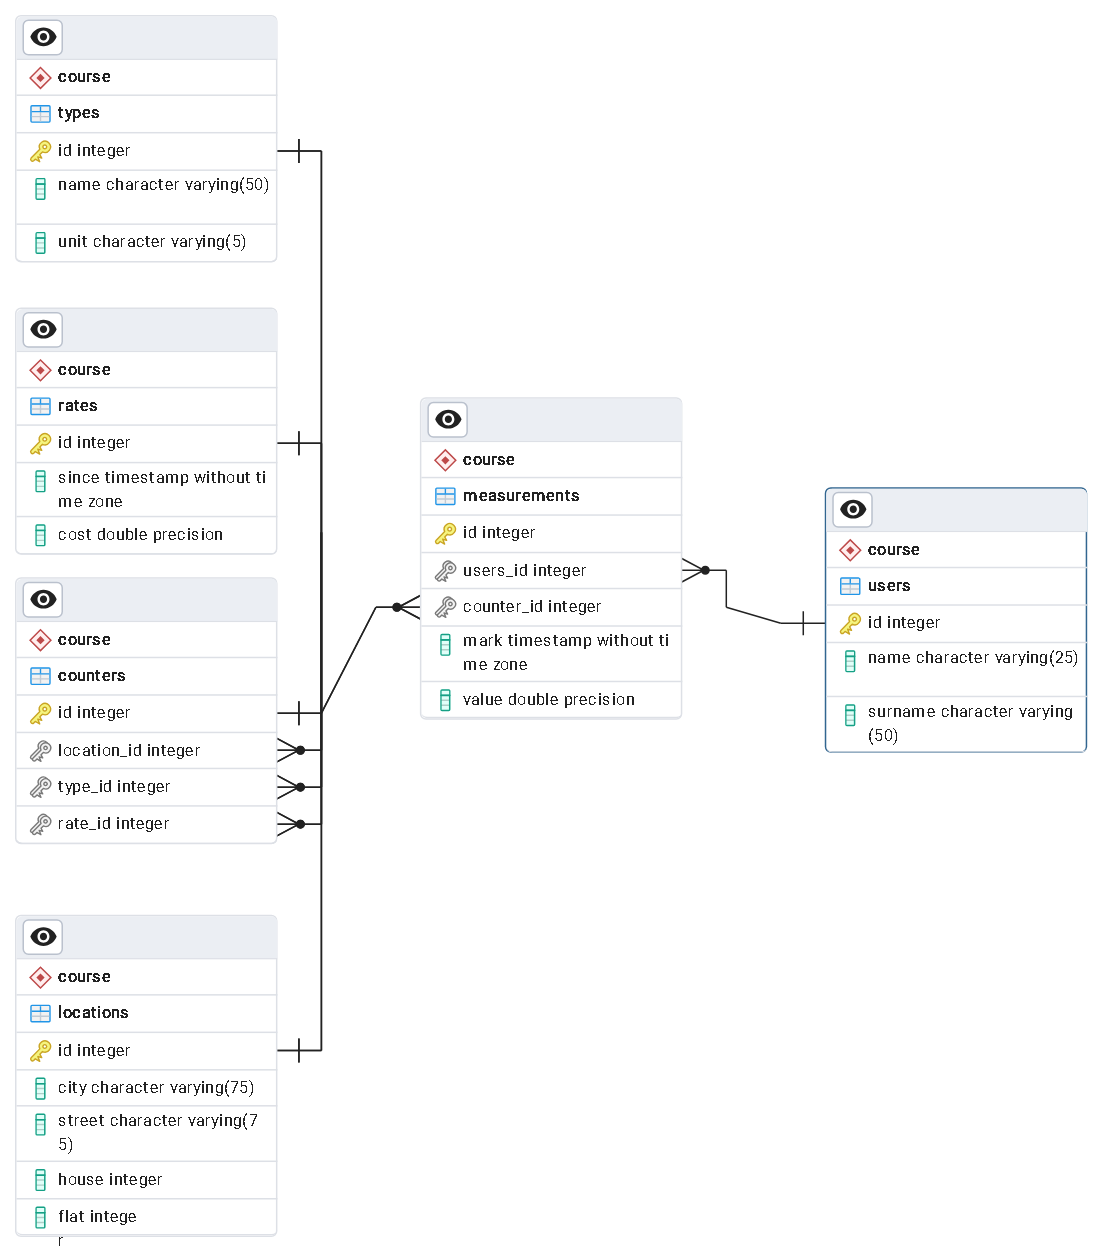 course
types
id integer
name character varying(50)
unit character varying(5)
course
rates
id integer
since timestamp without ti
me zone
cost double precision
course
counters
id integer
location_id integer
type_id integer
rate_id integer
course
locations
id integer
city character varying(75)
street character varying(7
5)
house integer
flat intege
r
course
measurements
id integer
users_id integer
counter_id integer
mark timestamp without ti
me zone
value double precision
course
users
id integer
name character varying(25)
surname character varying
(50)